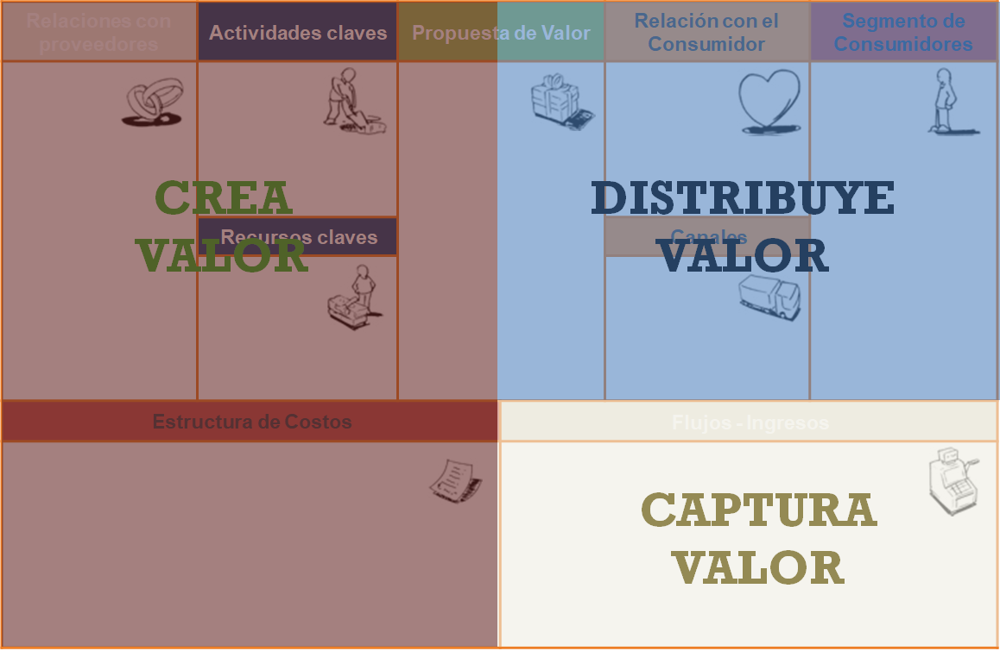 Relaciones con
proveedores
Actividades claves
Propuesta de Valor
Relación con el
Consumidor
Segmento de
Consumidores
CREA
VALOR
Recursos claves
DISTRIBUYE
VALOR
Canales
Estructura de Costos
Flujos - Ingresos
CAPTURA
VALOR